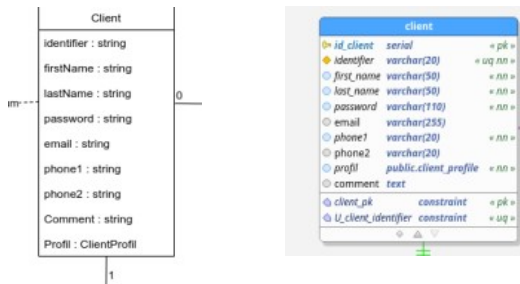 Client
identifier : string
firstName : string
lastName : string
password : string
email : string
phone1 : string
phone2 : string
Comment : string
Profil : ClientProfil
0
1
client
id_client serial « pk »
identifier varchar(20) « uq nn »
first_name varchar(50) « nn »
last_name varchar(50) « nn »
password varchar(110) « nn »
email varchar(255)
phone1 varchar(20) « nn »
phone2 varchar(20)
profil public.client_profile « nn »
comment text
client_pk constraint « pk »
U_client_identifier constraint « uq »